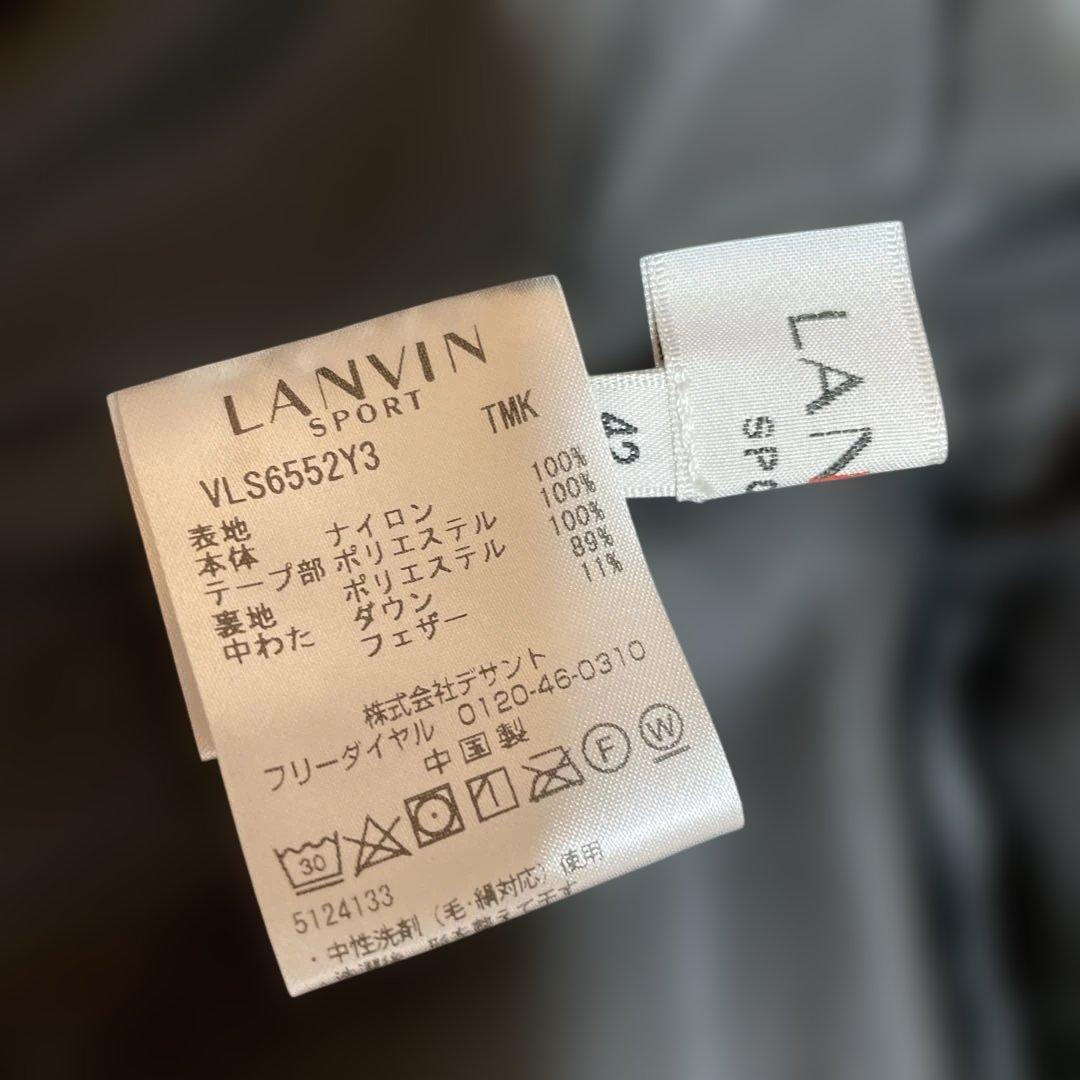 LANVIN
SPORT
VLS6552Y3 TMK
表地
本体 ナイロン 100%
テープ部 ポリエステル 100%
裏地 ポリエステル 100%
中わた ダウン 89%
フェザー 11%
株式会社デサント
フリーダイヤル 0120-46-0310
中国製
30 F W
5124133
・中性洗剤（毛・絹対応）使用
42
LAN
SPO